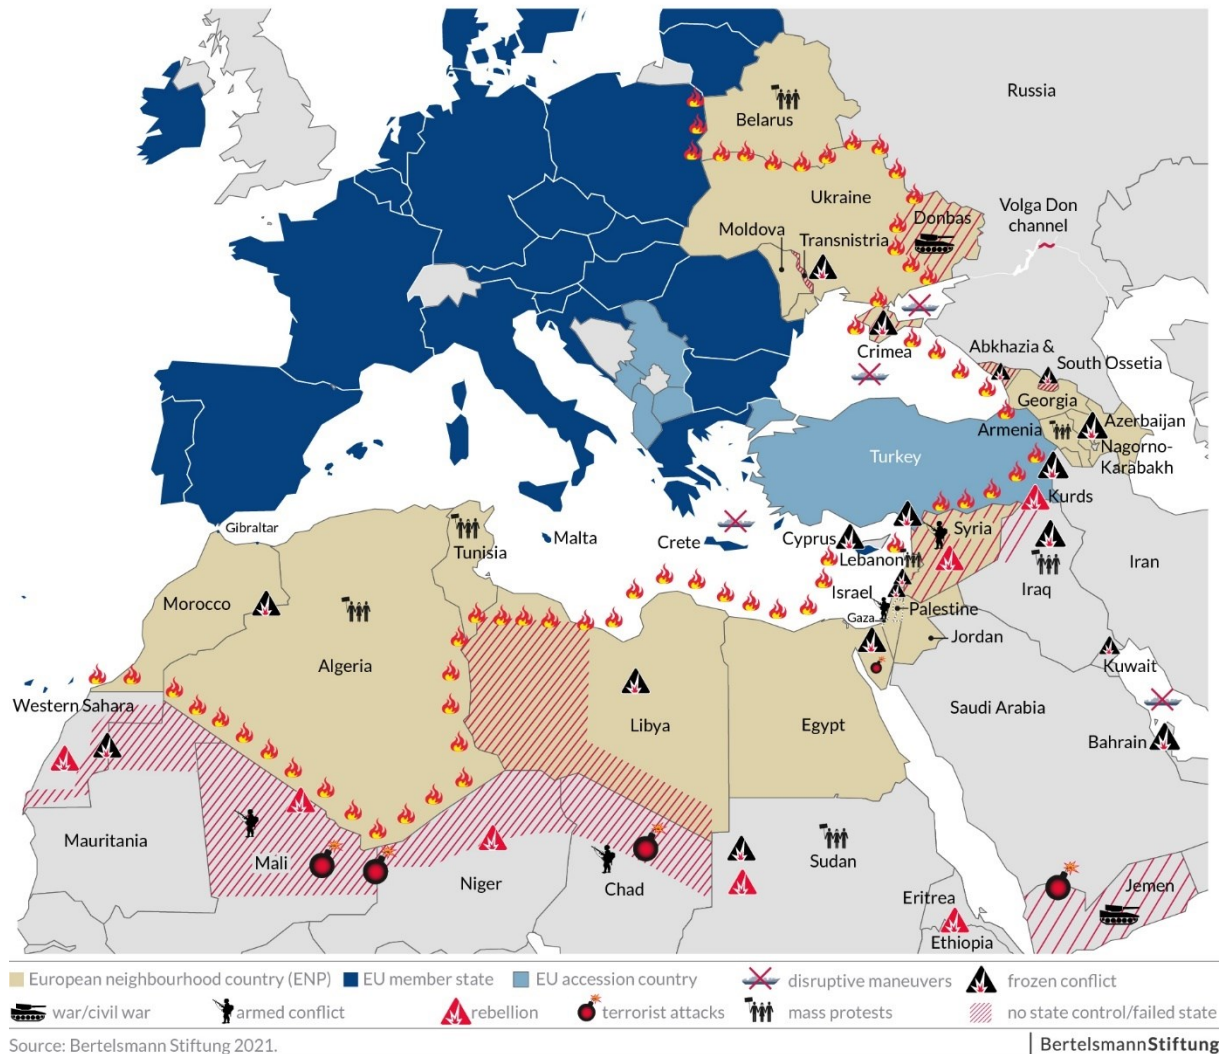 Russia
Belarus
Ukraine
Volga Don
channel
Donbas
Moldova
Transnistria
Crimea
Abkhazia &
South Ossetia
Georgia
Azerbaijan
Armenia
Nagorno-
Karabakh
Turkey
Kurds
Gibraltar
Tunisia
Malta
Crete
Cyprus
Syria
Lebanon
Iran
Iraq
Morocco
Israel
Palestine
Gaza
Jordan
Algeria
Kuwait
Western Sahara
Libya
Egypt
Saudi Arabia
Bahrain
Mauritania
Mali
Niger
Chad
Sudan
Jemen
Eritrea
Ethiopia
European neighbourhood country (ENP) EU member state EU accession country disruptive maneuvers frozen conflict
war/civil war armed conflict rebellion terrorist attacks mass protests no state control/failed state
Source: Bertelsmann Stiftung 2021. BertelsmannStiftung